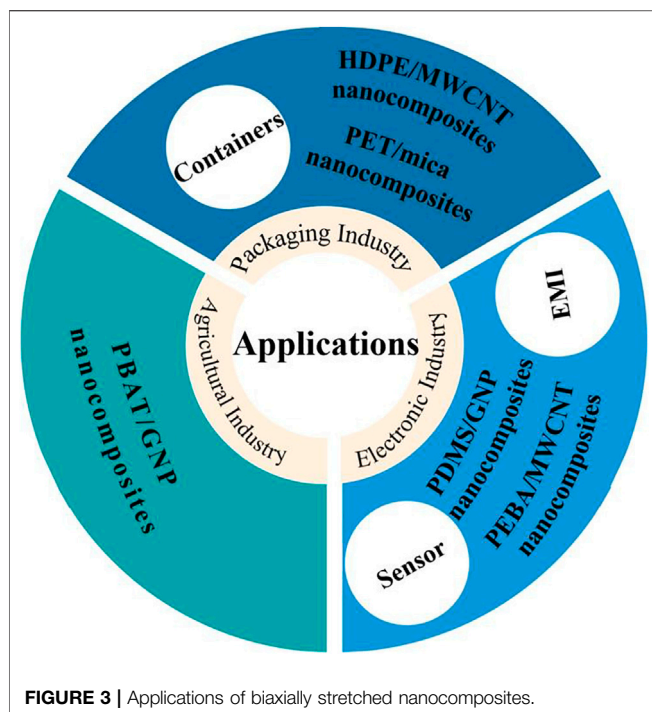 HDPE/MWCNT
nanocomposites
PET/mica
nanocomposites
Containers
Packaging Industry
Applications
Agricultural Industry
Electronic Industry
PBAT/GNP
nanocomposites
EMI
PDMS/GNP
nanocomposites
PEBA/MWCNT
nanocomposites
Sensor
FIGURE 3 | Applications of biaxially stretched nanocomposites.